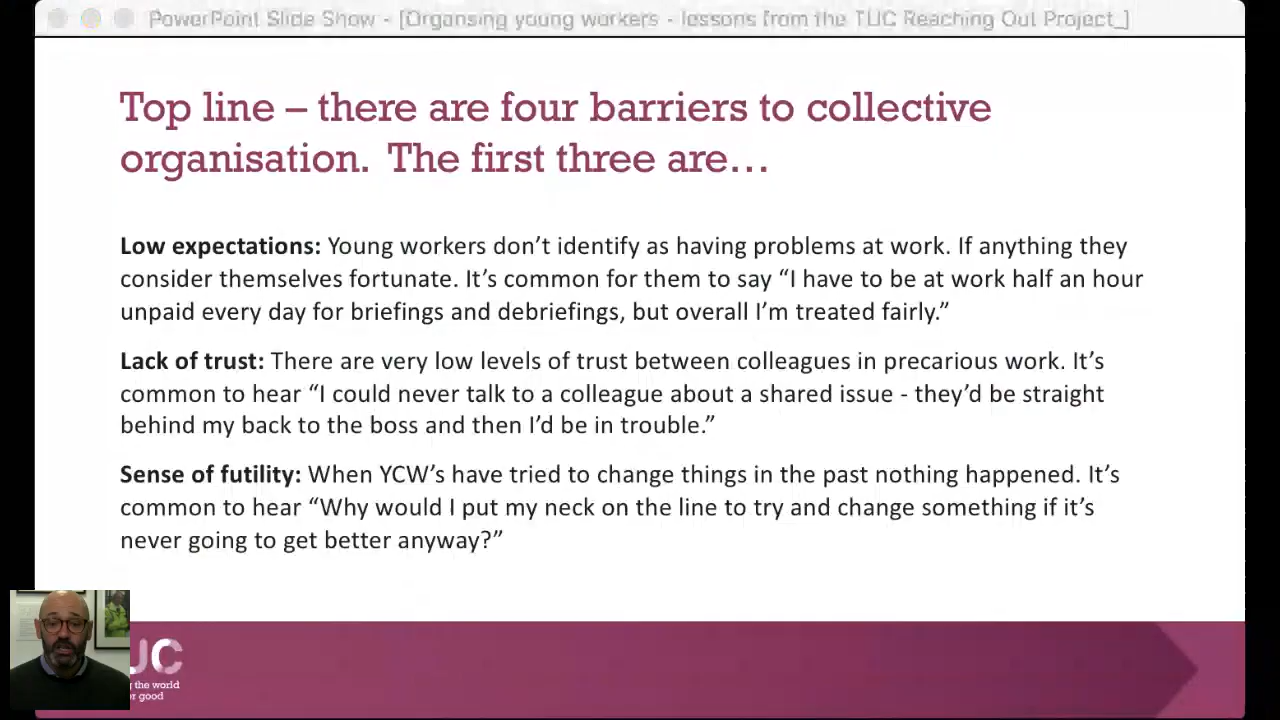 PowerPoint Slide Show - [Organsing young workers - lessons from the TUC Reaching Out Project_]
Top line – there are four barriers to collective
organisation. The first three are…
Low expectations: Young workers don’t identify as having problems at work. If anything they
consider themselves fortunate. It’s common for them to say “I have to be at work half an hour
unpaid every day for briefings and debriefings, but overall I’m treated fairly.”
Lack of trust: There are very low levels of trust between colleagues in precarious work. It’s
common to hear “I could never talk to a colleague about a shared issue - they’d be straight
behind my back to the boss and then I’d be in trouble.”
Sense of futility: When YCW’s have tried to change things in the past nothing happened. It’s
common to hear “Why would I put my neck on the line to try and change something if it’s
never going to get better anyway?”
UC
g the world
or good